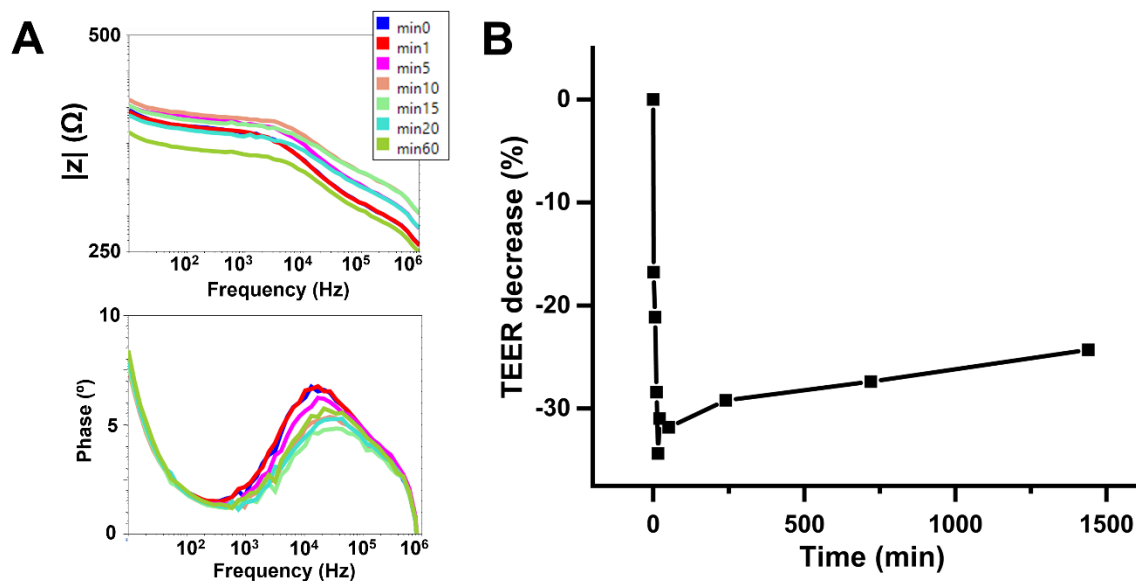 A
500
|z| (Ω)
250
10² 10³ 10⁴ 10⁵ 10⁶
Frequency (Hz)
min0
min1
min5
min10
min15
min20
min60
10
Phase (º)
5
0
10² 10³ 10⁴ 10⁵ 10⁶
Frequency (Hz)
B
TEER decrease (%)
0
-10
-20
-30
0 500 1000 1500
Time (min)